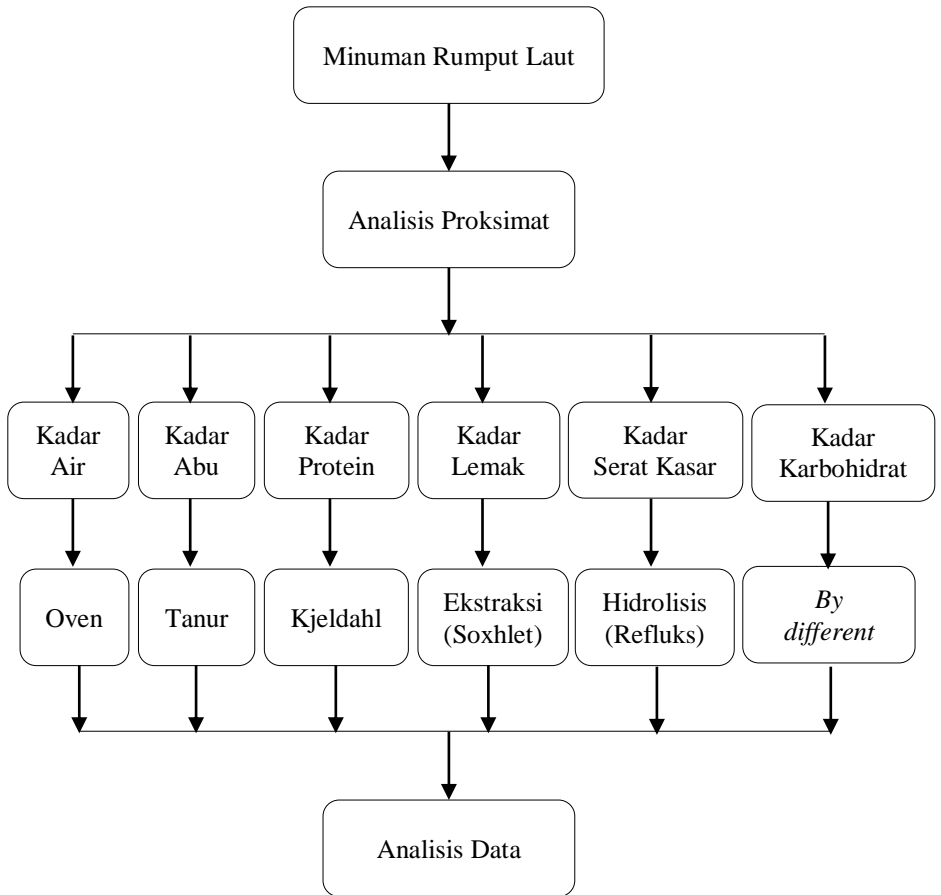 Minuman Rumput Laut
Analisis Proksimat
Kadar
Air
Kadar
Abu
Kadar
Protein
Kadar
Lemak
Kadar
Serat Kasar
Kadar
Karbohidrat
Oven
Tanur
Kjeldahl
Ekstraksi
(Soxhlet)
Hidrolisis
(Refluks)
By
different
Analisis Data